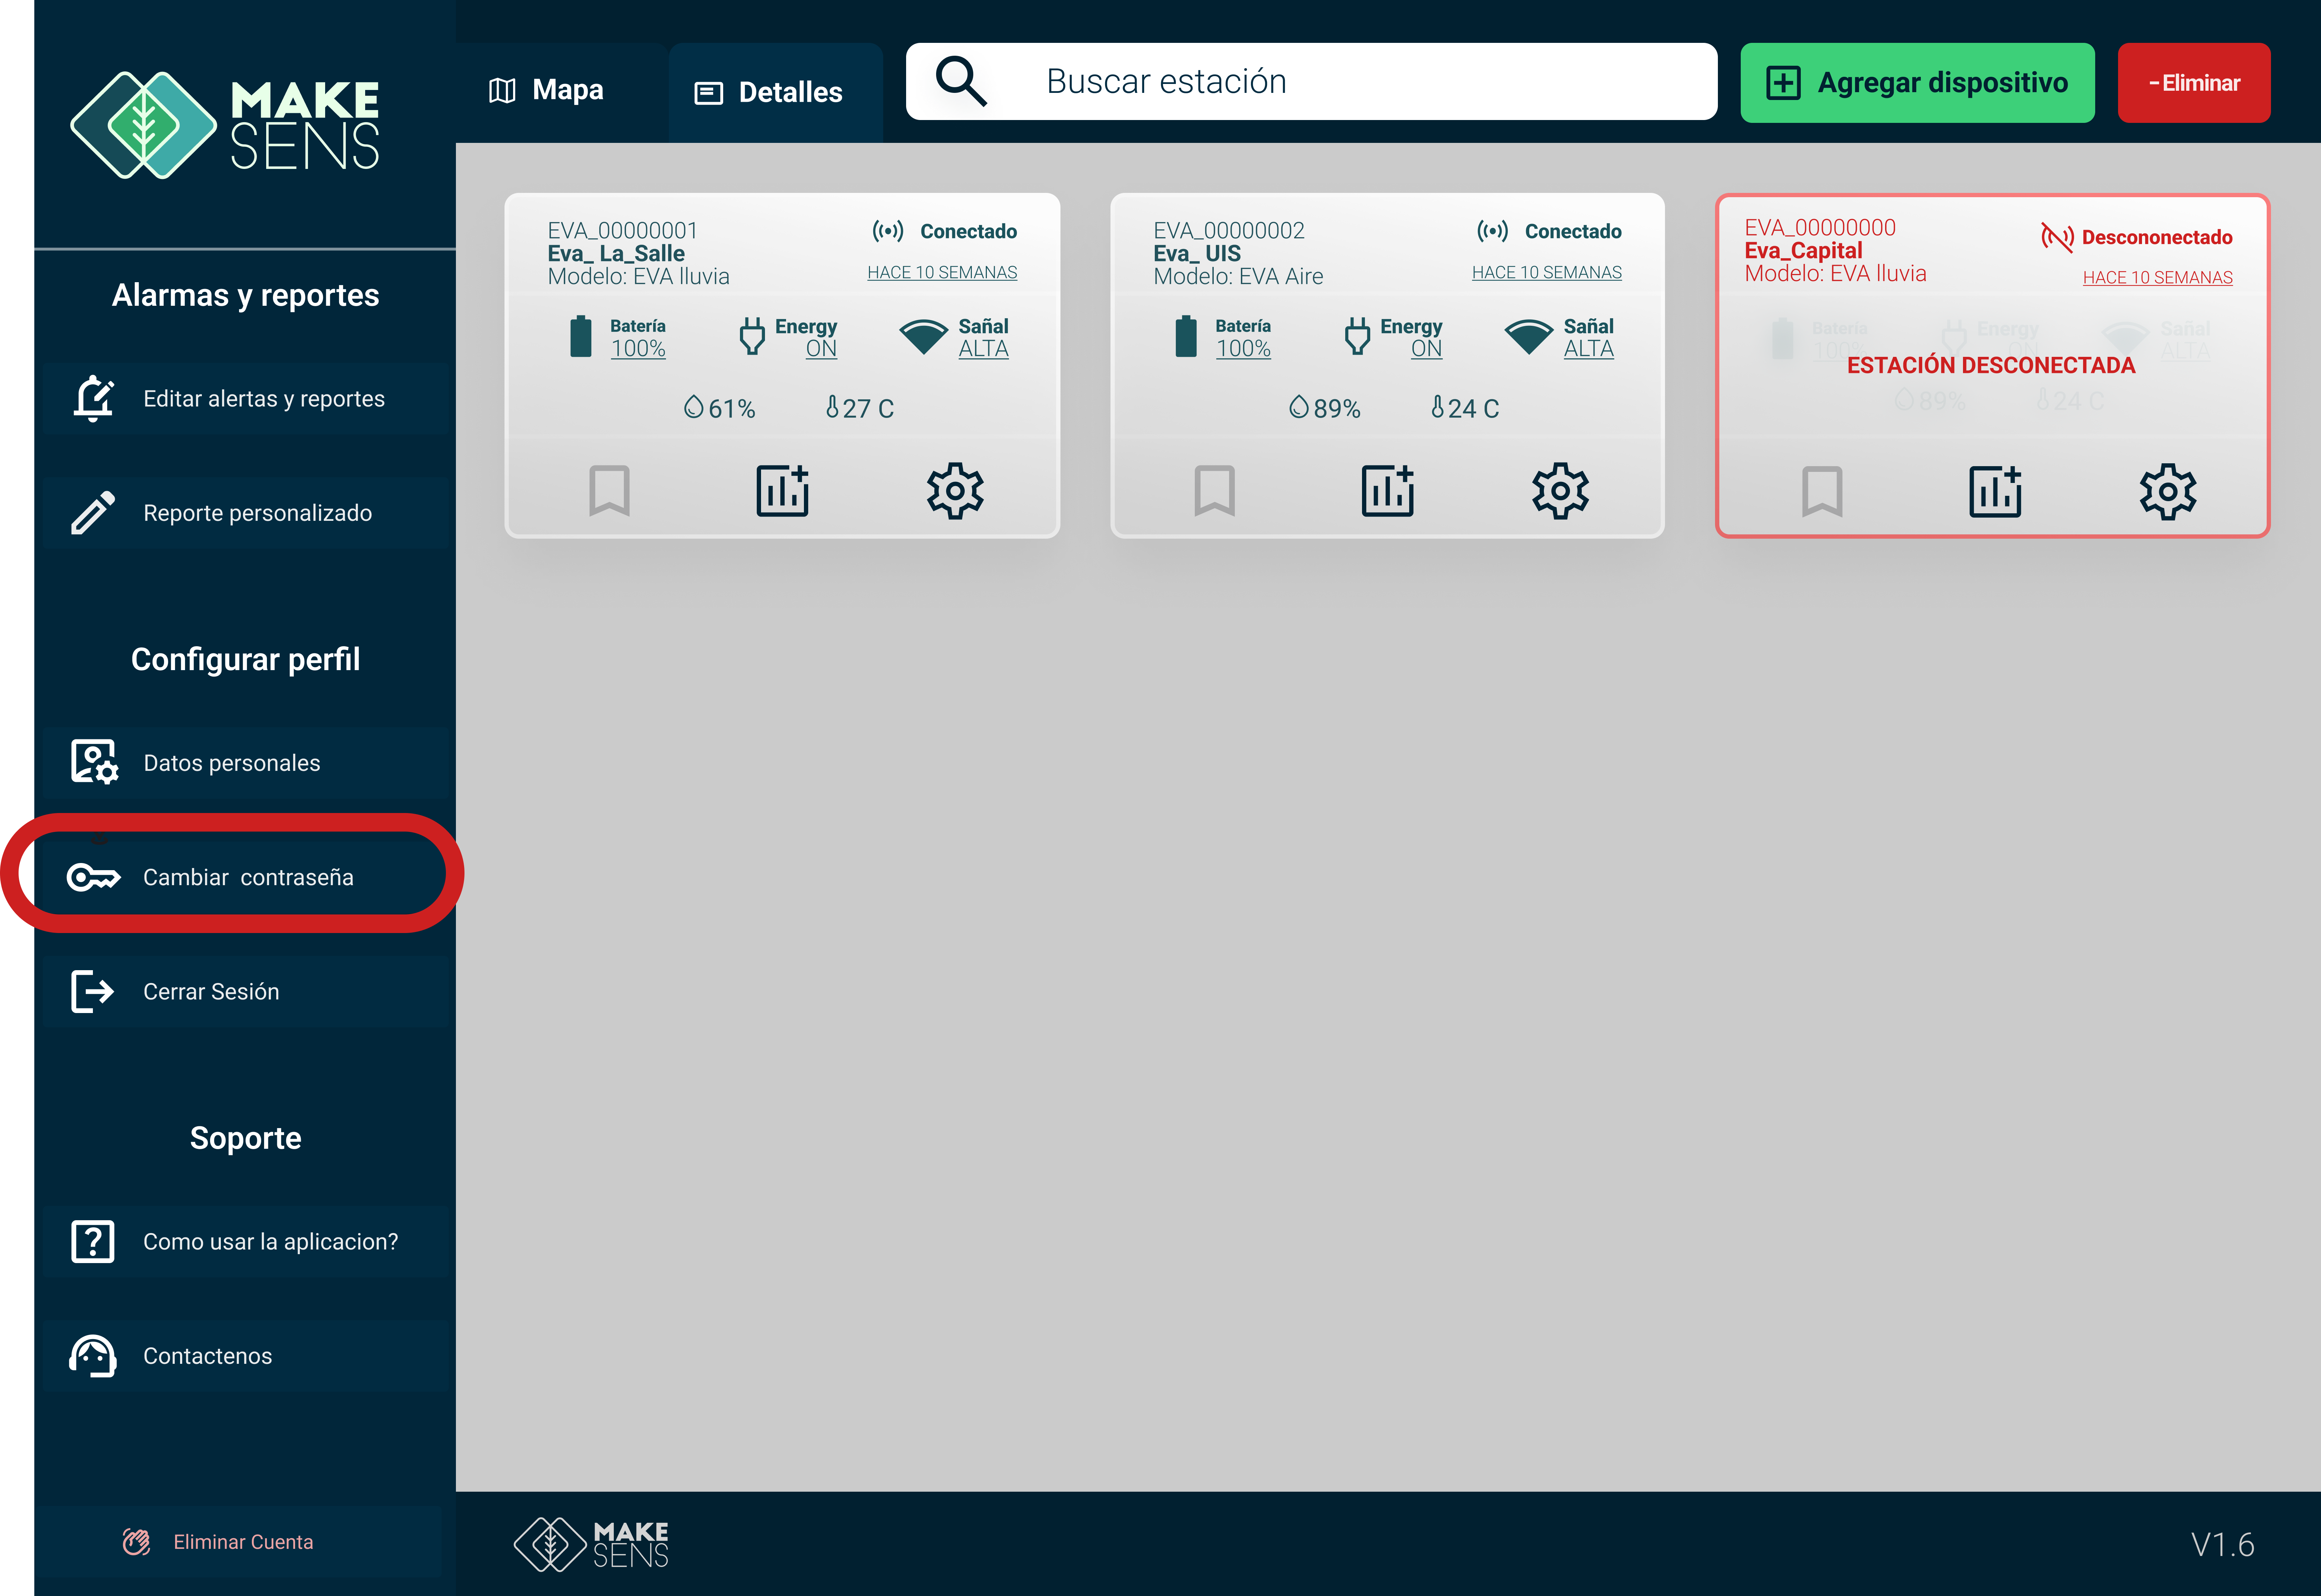 MAKE
SENS
Alarmas y reportes
Editar alertas y reportes
Reporte personalizado
Configurar perfil
Datos personales
Cambiar contraseña
Cerrar Sesión
Soporte
Como usar la aplicacion?
Contactenos
Eliminar Cuenta
Mapa
Detalles
Buscar estación
Agregar dispositivo
-Eliminar
EVA_00000001
Eva_ La_Salle
Modelo: EVA lluvia
Conectado
HACE 10 SEMANAS
Batería
100%
Energy
ON
Sañal
ALTA
61%
27 C
EVA_00000002
Eva_ UIS
Modelo: EVA Aire
Conectado
HACE 10 SEMANAS
Batería
100%
Energy
ON
Sañal
ALTA
89%
24 C
EVA_00000000
Eva_Capital
Modelo: EVA lluvia
Descononectado
HACE 10 SEMANAS
Batería
100%
Energy
ON
Sañal
ALTA
ESTACIÓN DESCONECTADA
89%
24 C
MAKE
SENS
V1.6